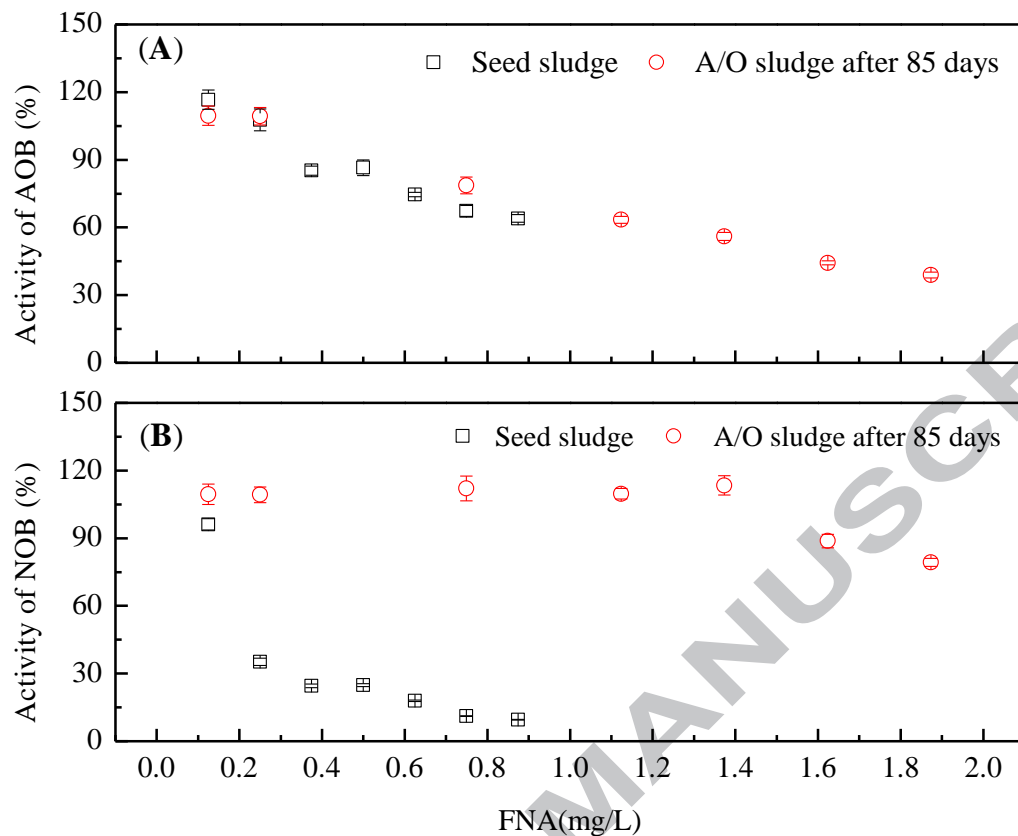 150
(A)
Seed sludge
A/O sludge after 85 days
120
90
60
30
0
Activity of AOB (%)
150
(B)
Seed sludge
A/O sludge after 85 days
120
90
60
30
0
Activity of NOB (%)
0.0 0.2 0.4 0.6 0.8 1.0 1.2 1.4 1.6 1.8 2.0
FNA(mg/L)
MANUSCR